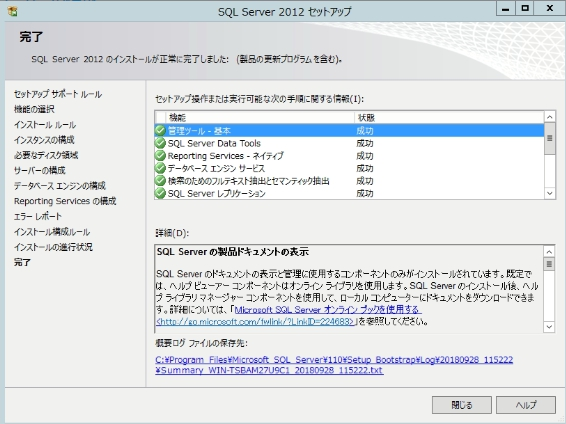 SQL Server 2012 セットアップ
完了
SQL Server 2012 のインストールが正常に完了しました: (製品の更新プログラムを含む)。
セットアップ サポート ルール
機能の選択
インストール ルール
インスタンスの構成
必要なディスク領域
サーバーの構成
データベース エンジンの構成
Reporting Services の構成
エラー レポート
インストール構成ルール
インストールの進行状況
完了
セットアップ操作または実行可能な次の手順に関する情報(I):
機能 状態
管理ツール - 基本 成功
SQL Server Data Tools 成功
Reporting Services - ネイティブ 成功
データベース エンジン サービス 成功
検索のためのフルテキスト抽出とセマンティック抽出 成功
SQL Server レプリケーション 成功
詳細(D):
SQL Server の製品ドキュメントの表示
SQL Server のドキュメントの表示と管理に使用するコンポーネントのみがインストールされています。既定で
は、ヘルプ ビューアー コンポーネントはオンライン ライブラリを使用します。SQL Server のインストール後、ヘル
プ ライブラリ マネージャー コンポーネントを使用して、ローカル コンピューターにドキュメントをダウンロードできま
す。詳細については、「Microsoft SQL Server オンライン ブックを使用する
<http://go.microsoft.com/fwlink/?LinkID=224683>」を参照してください。
概要ログ ファイルの保存先:
C:¥Program Files¥Microsoft SQL Server¥110¥Setup Bootstrap¥Log¥20180928_115222
¥Summary_WIN-TSBAM27U9C1_20180928_115222.txt
閉じる ヘルプ